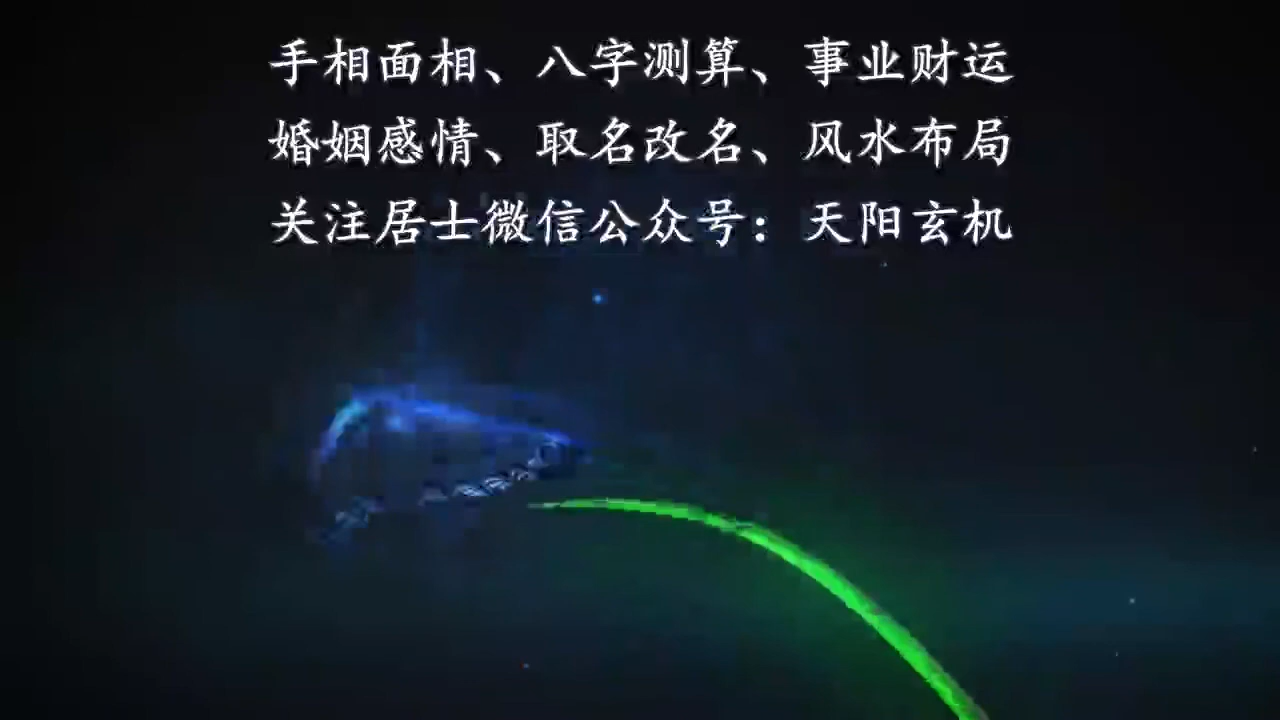 手相面相、八字测算、事业财运
婚姻感情、取名改名、风水布局
关注居士微信公众号：天阳玄机